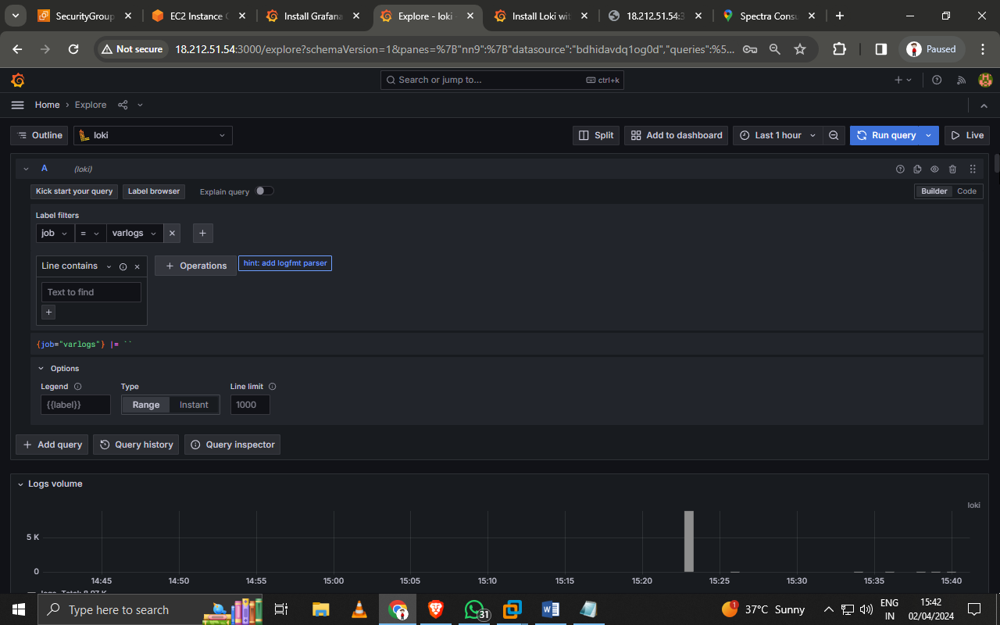 SecurityGroup
EC2 Instance C
Install Grafana
Explore - loki -
Install Loki wit
18.212.51.54:3
Spectra Consu
Not secure
18.212.51.54:3000/explore?schemaVersion=1&panes=%7B"nn9":%7B"datasource":"bdhidavdq1og0d","queries":%5...
Paused
Search or jump to...
ctrl+k
Home › Explore
Outline
loki
Split
Add to dashboard
Last 1 hour
Run query
Live
A (loki)
Kick start your query
Label browser
Explain query
Builder
Code
Label filters
job = varlogs
Line contains
Operations
hint: add logfmt parser
Text to find
{job="varlogs"} |= ``
Options
Legend
Type
Line limit
{{label}}
Range
Instant
1000
Add query
Query history
Query inspector
Logs volume
loki
5 K
0
14:45 14:50 14:55 15:00 15:05 15:10 15:15 15:20 15:25 15:30 15:35 15:40
Type here to search
31
1
37°C Sunny
ENG
IN
15:42
02/04/2024